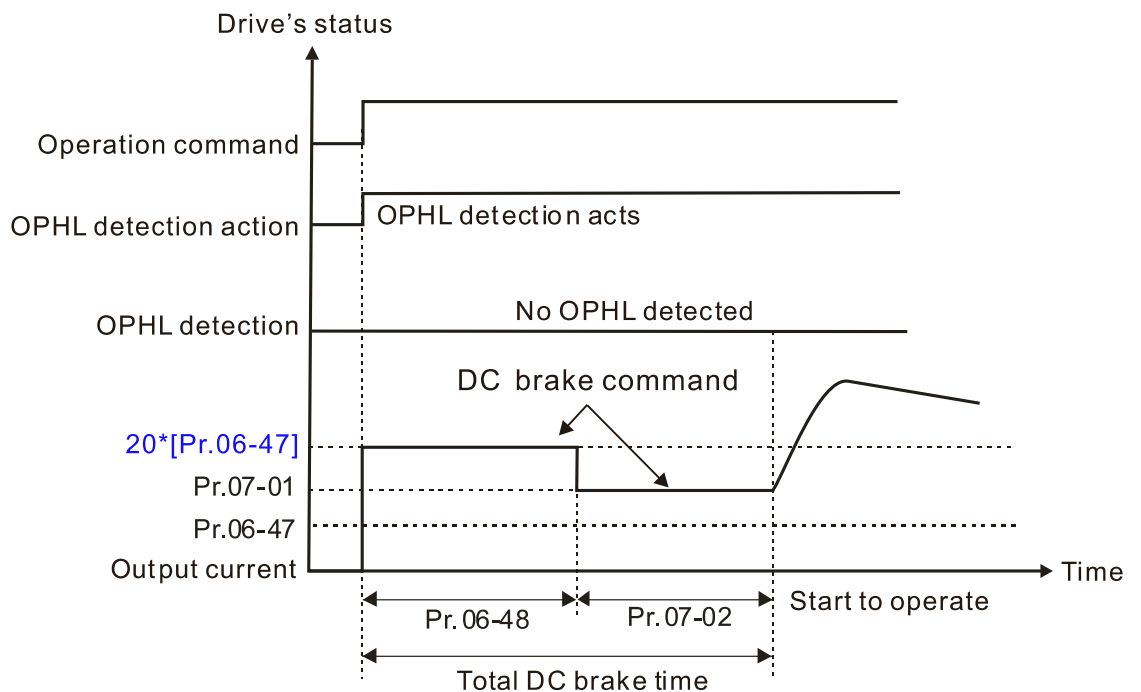 Drive's status
Operation command
OPHL detection acts
OPHL detection action
No OPHL detected
OPHL detection
DC brake command
20*[Pr.06-47]
Pr.07-01
Pr.06-47
Output current
Time
Pr.06-48
Pr.07-02
Start to operate
Total DC brake time